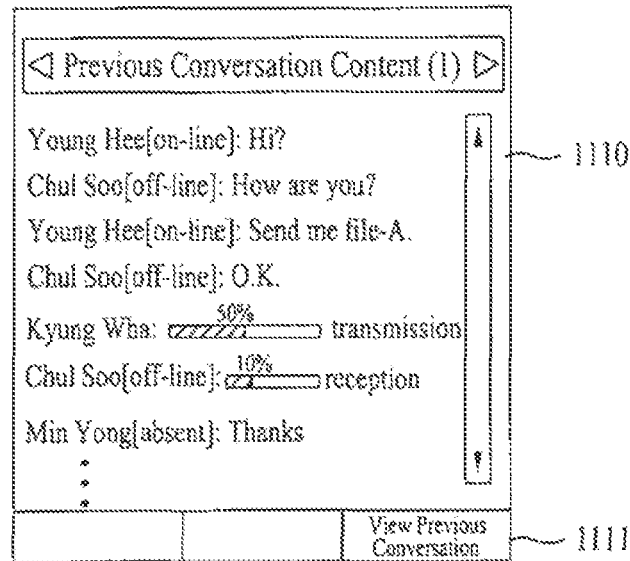 ◁ Previous Conversation Content (1) ▷
Young Hee[on-line]: Hi?
Chul Soo[off-line]: How are you?
Young Hee[on-line]: Send me file-A.
Chul Soo[off-line]: O.K.
Kyung Wha: 50% transmission
Chul Soo[off-line]: 10% reception
Min Yong[absent]: Thanks
View Previous
Conversation
1110
1111